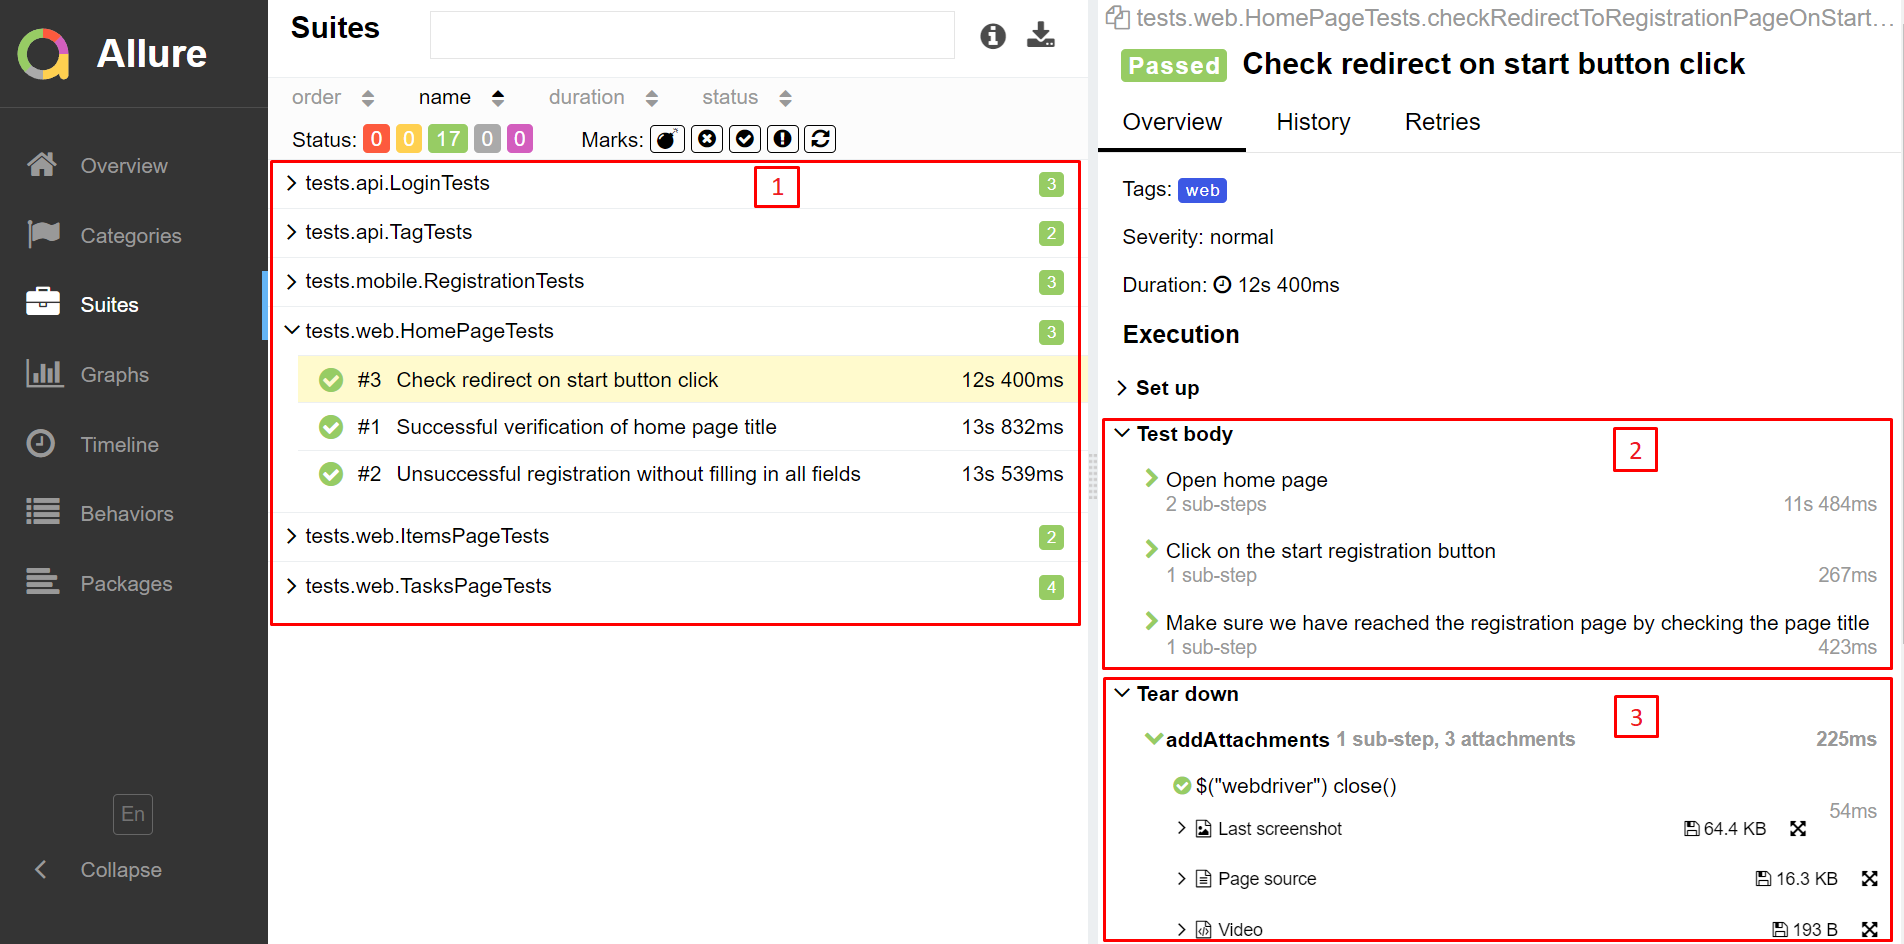 Allure
Overview
Categories
Suites
Graphs
Timeline
Behaviors
Packages
En
Collapse
Suites
order name duration status
Status: 0 0 17 0 0 Marks:
1
tests.api.LoginTests 3
tests.api.TagTests 2
tests.mobile.RegistrationTests 3
tests.web.HomePageTests 3
#3 Check redirect on start button click 12s 400ms
#1 Successful verification of home page title 13s 832ms
#2 Unsuccessful registration without filling in all fields 13s 539ms
tests.web.ItemsPageTests 2
tests.web.TasksPageTests 4
tests.web.HomePageTests.checkRedirectToRegistrationPageOnStart...
Passed Check redirect on start button click
Overview History Retries
Tags: web
Severity: normal
Duration: 12s 400ms
Execution
Set up
Test body
2
Open home page
2 sub-steps 11s 484ms
Click on the start registration button
1 sub-step 267ms
Make sure we have reached the registration page by checking the page title
1 sub-step 423ms
Tear down
3
addAttachments 1 sub-step, 3 attachments 225ms
$("webdriver") close()
54ms
Last screenshot 64.4 KB
Page source 16.3 KB
Video 193 B